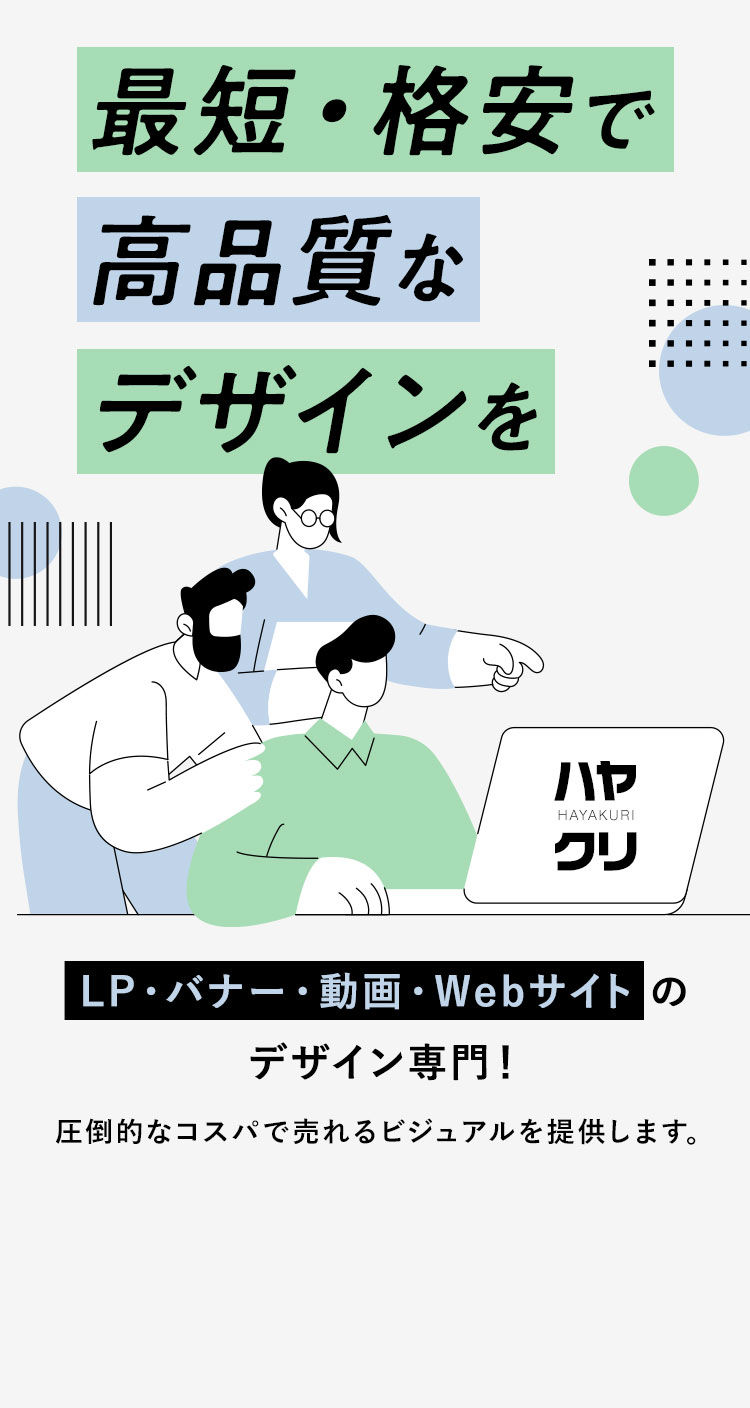 最短・格安で
高品質な
デザインを
ハヤ
HAYAKURI
クリ
LP・バナー・動画・Webサイトの
デザイン専門！
圧倒的なコスパで売れるビジュアルを提供します。